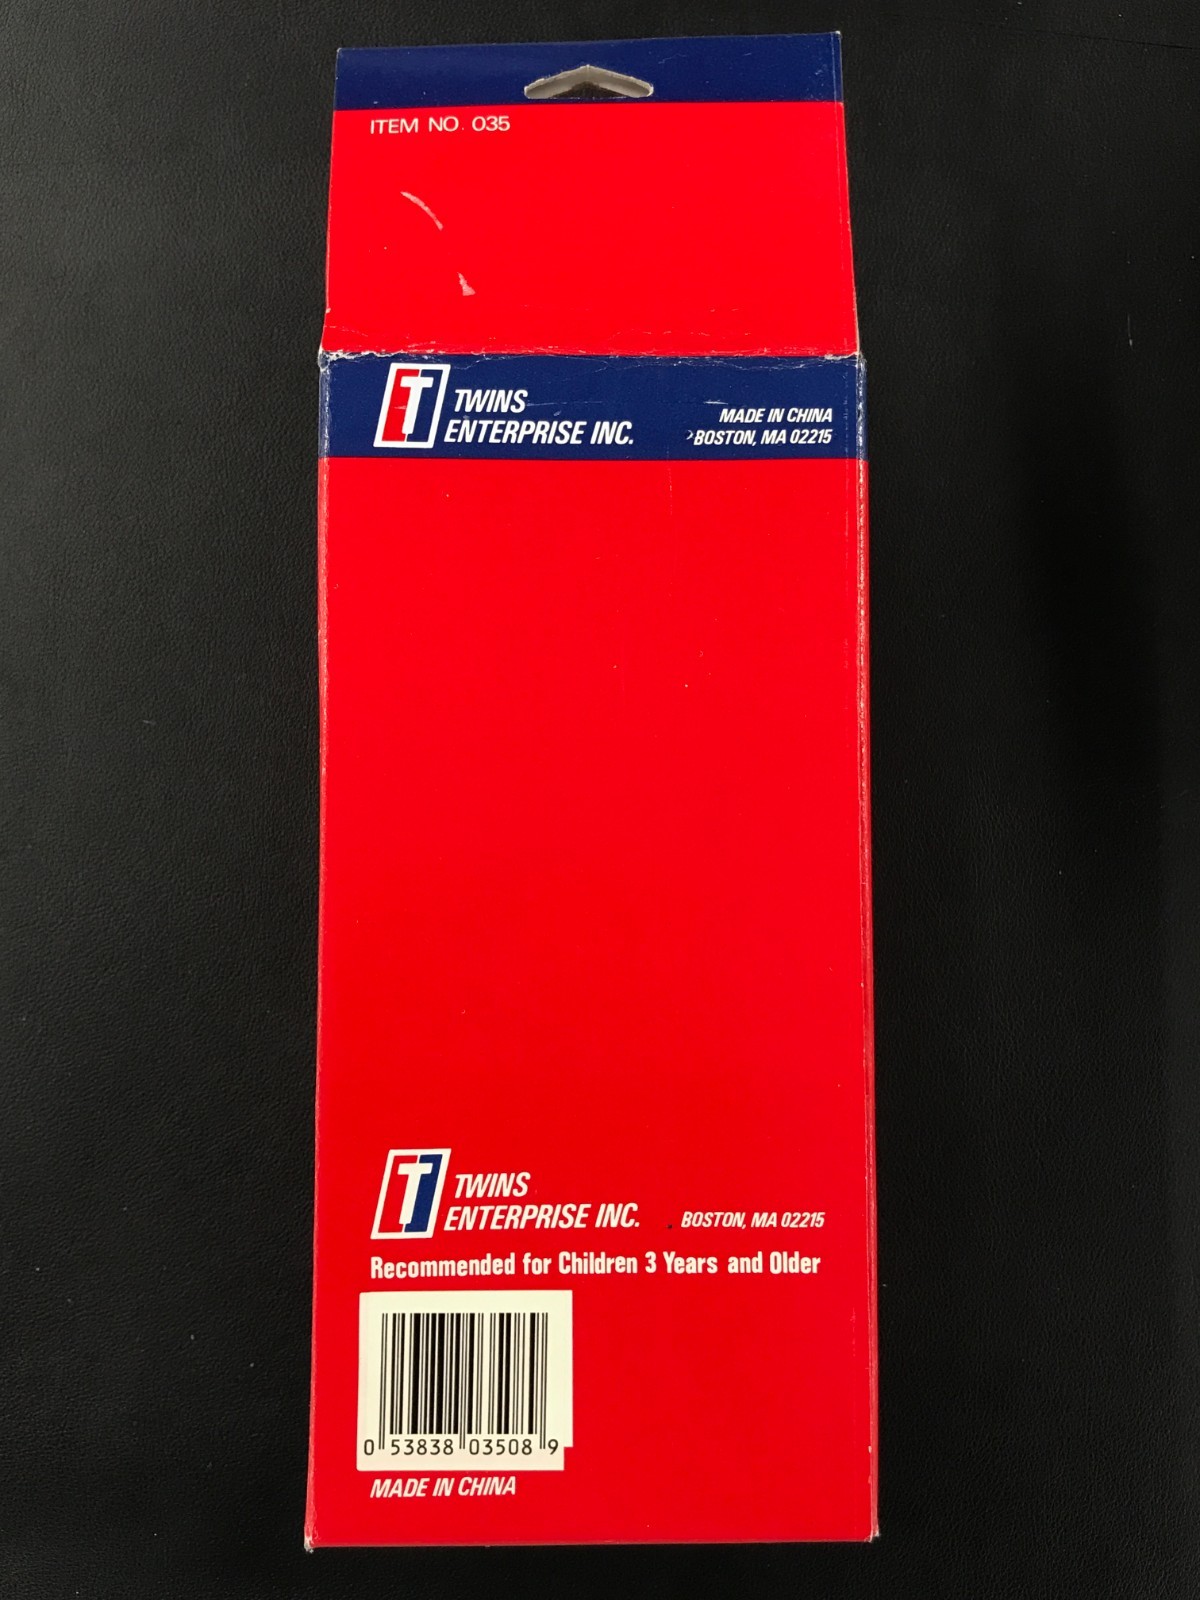 ITEM NO. 035
T TWINS
ENTERPRISE INC.
MADE IN CHINA
BOSTON, MA 02215
T TWINS
ENTERPRISE INC.
BOSTON, MA 02215
Recommended for Children 3 Years and Older
0 53838 03508 9
MADE IN CHINA